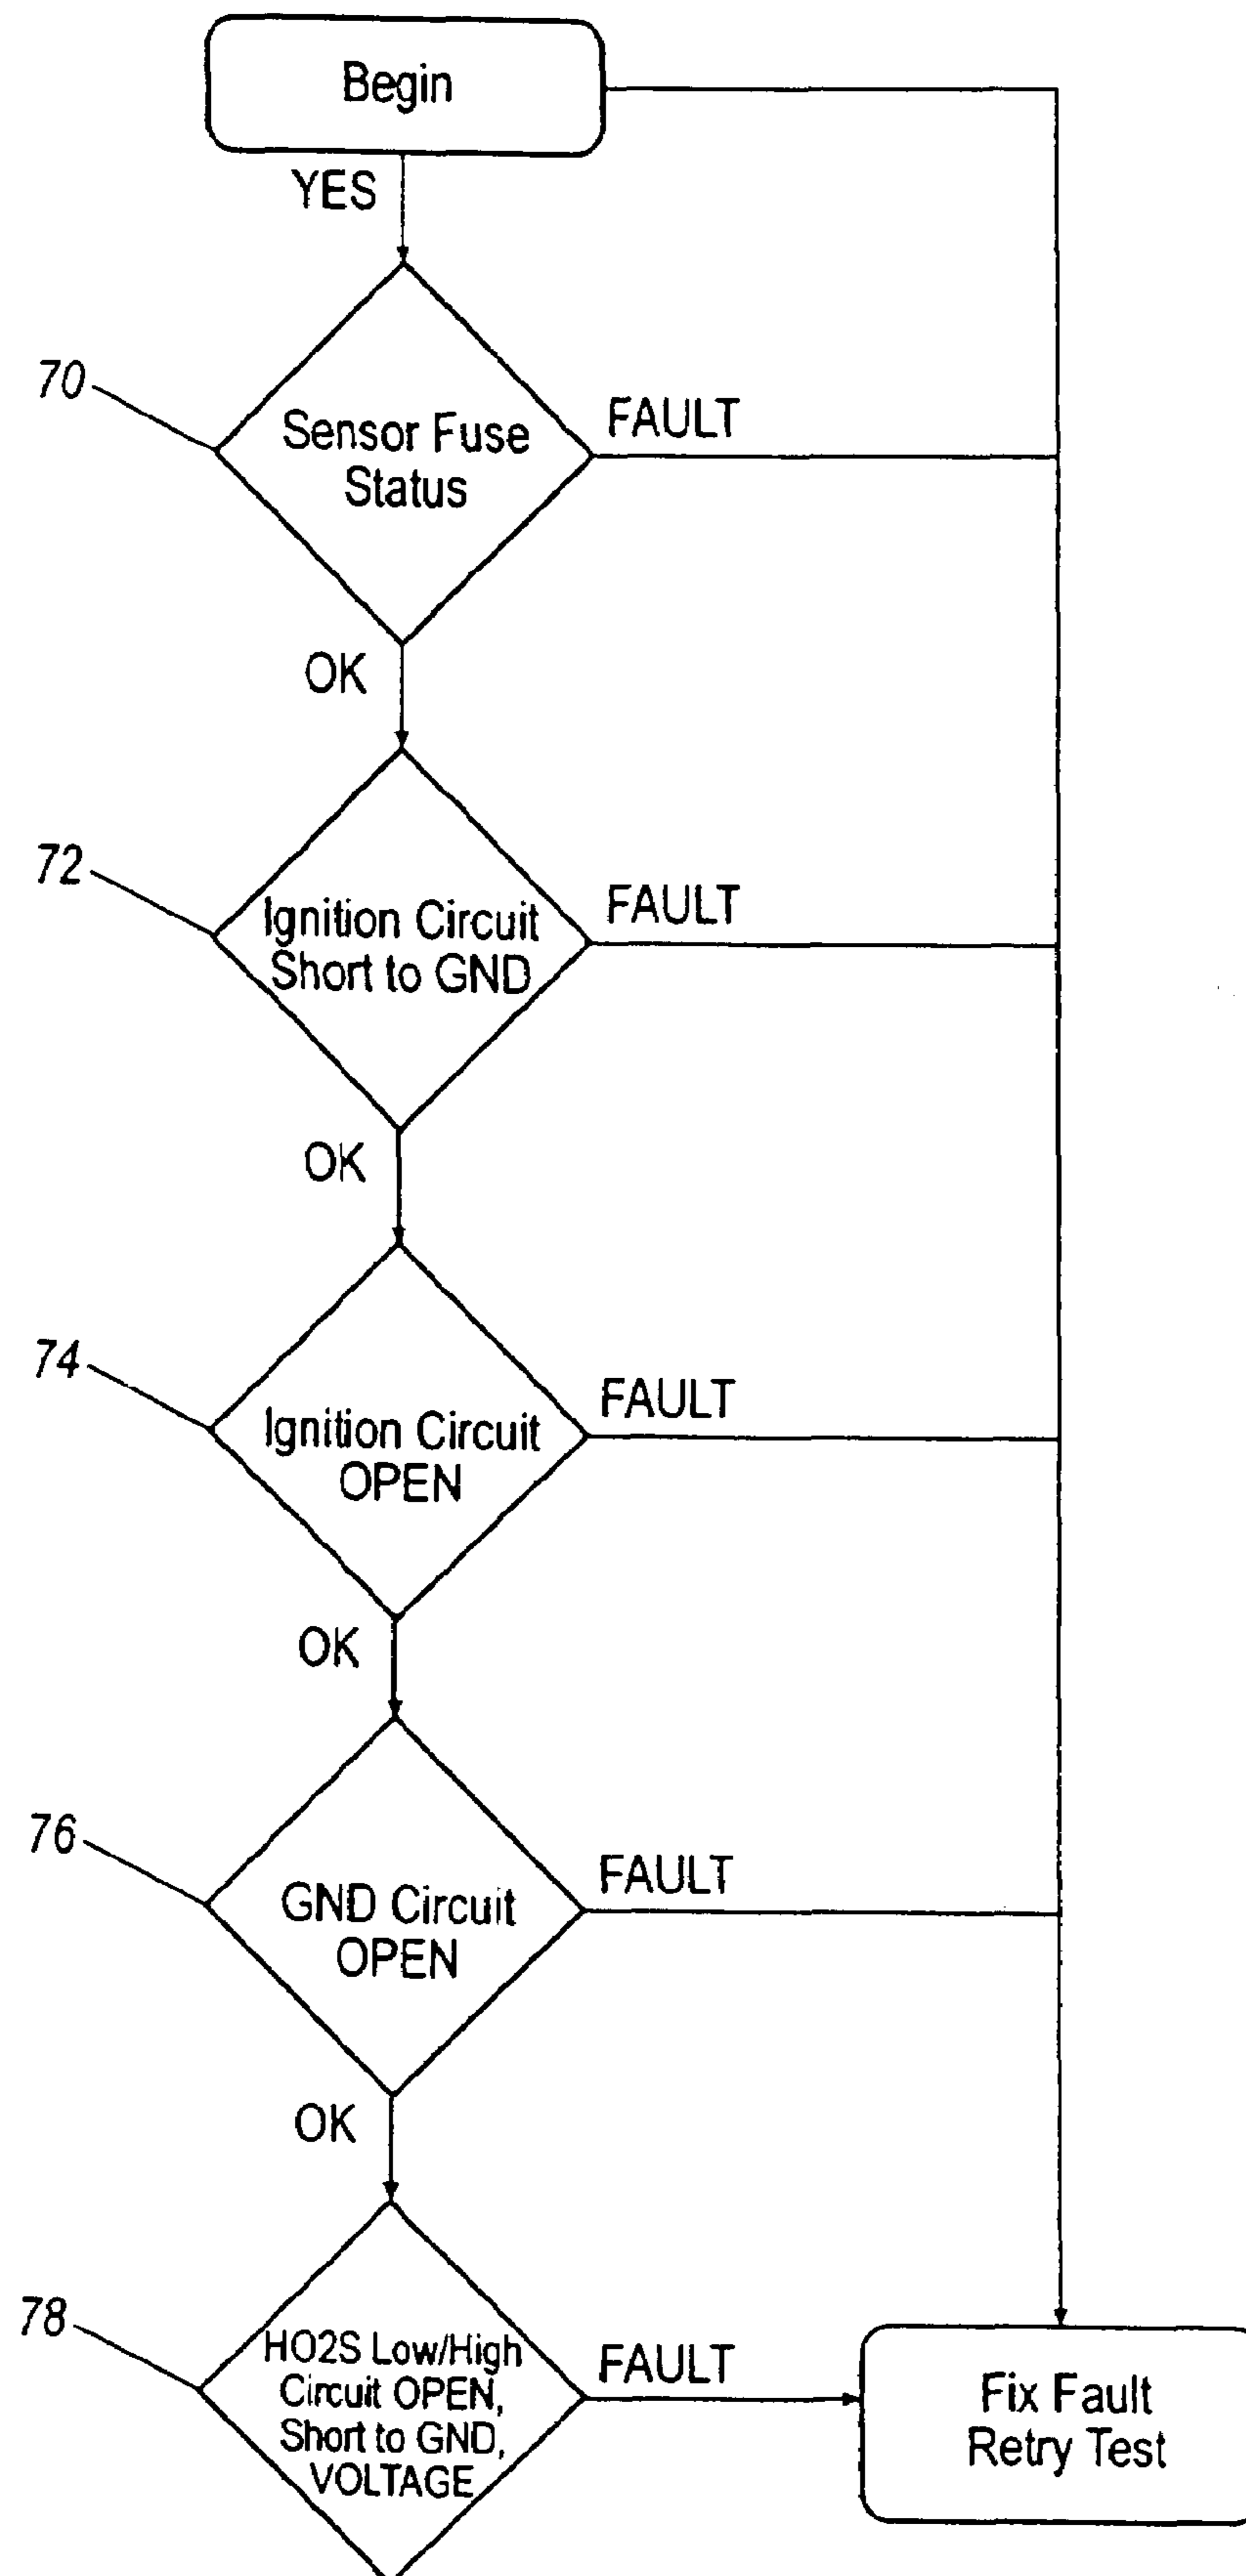 Begin
YES
70
Sensor Fuse
Status
FAULT
OK
72
Ignition Circuit
Short to GND
FAULT
OK
74
Ignition Circuit
OPEN
FAULT
OK
76
GND Circuit
OPEN
FAULT
OK
78
HO2S Low/High
Circuit OPEN,
Short to GND,
VOLTAGE
FAULT
Fix Fault
Retry Test